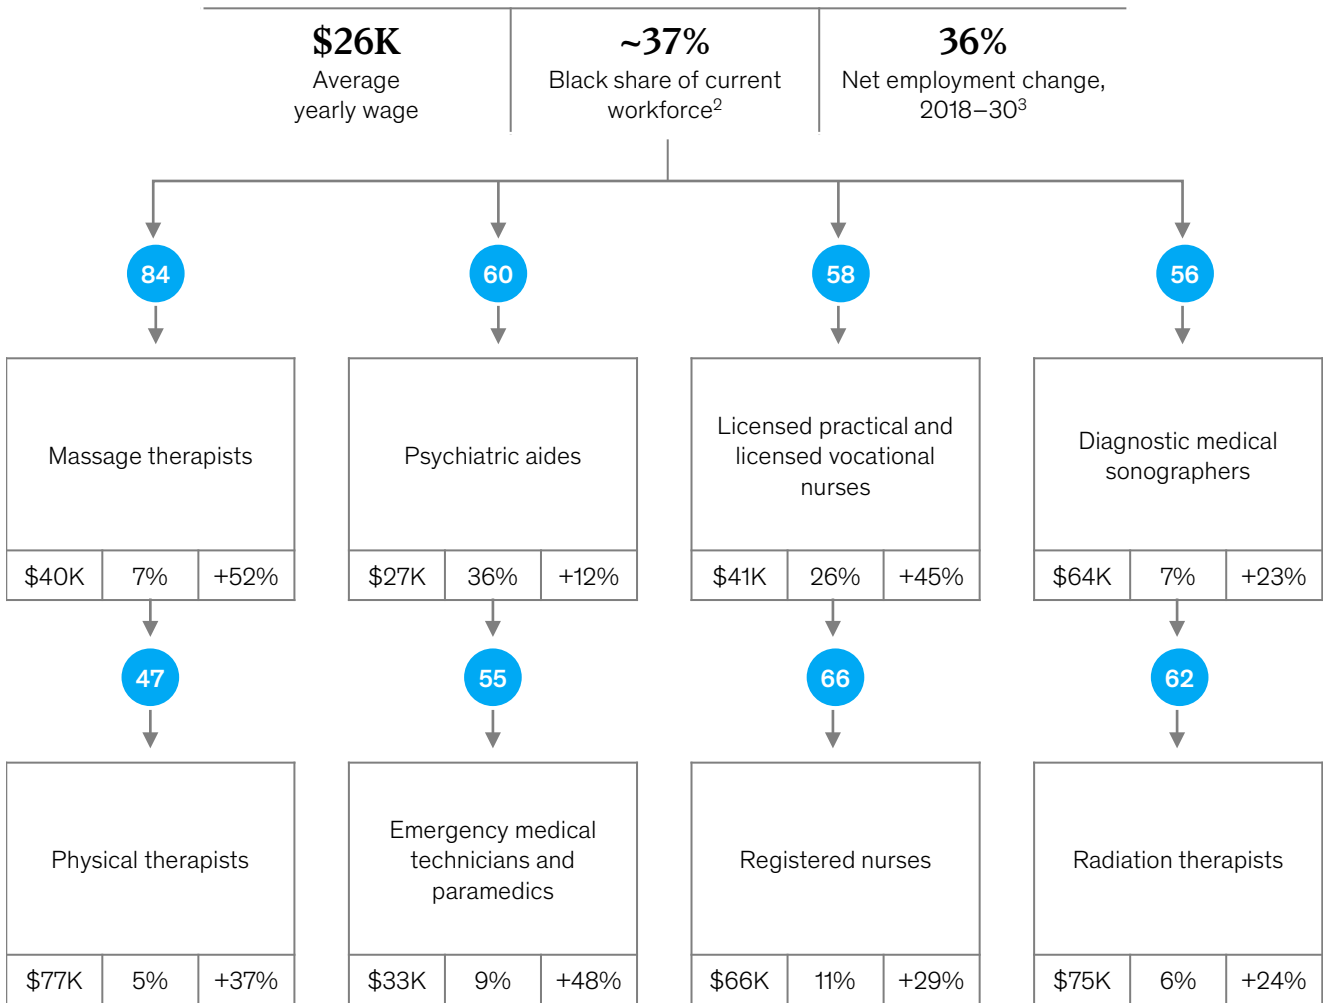 $26K
Average
yearly wage
~37%
Black share of current
workforce2
36%
Net employment change,
2018–303
84
60
58
56
Massage therapists
Psychiatric aides
Licensed practical and
licensed vocational
nurses
Diagnostic medical
sonographers
$40K 7% +52%
$27K 36% +12%
$41K 26% +45%
$64K 7% +23%
47
55
66
62
Physical therapists
Emergency medical
technicians and
paramedics
Registered nurses
Radiation therapists
$77K 5% +37%
$33K 9% +48%
$66K 11% +29%
$75K 6% +24%